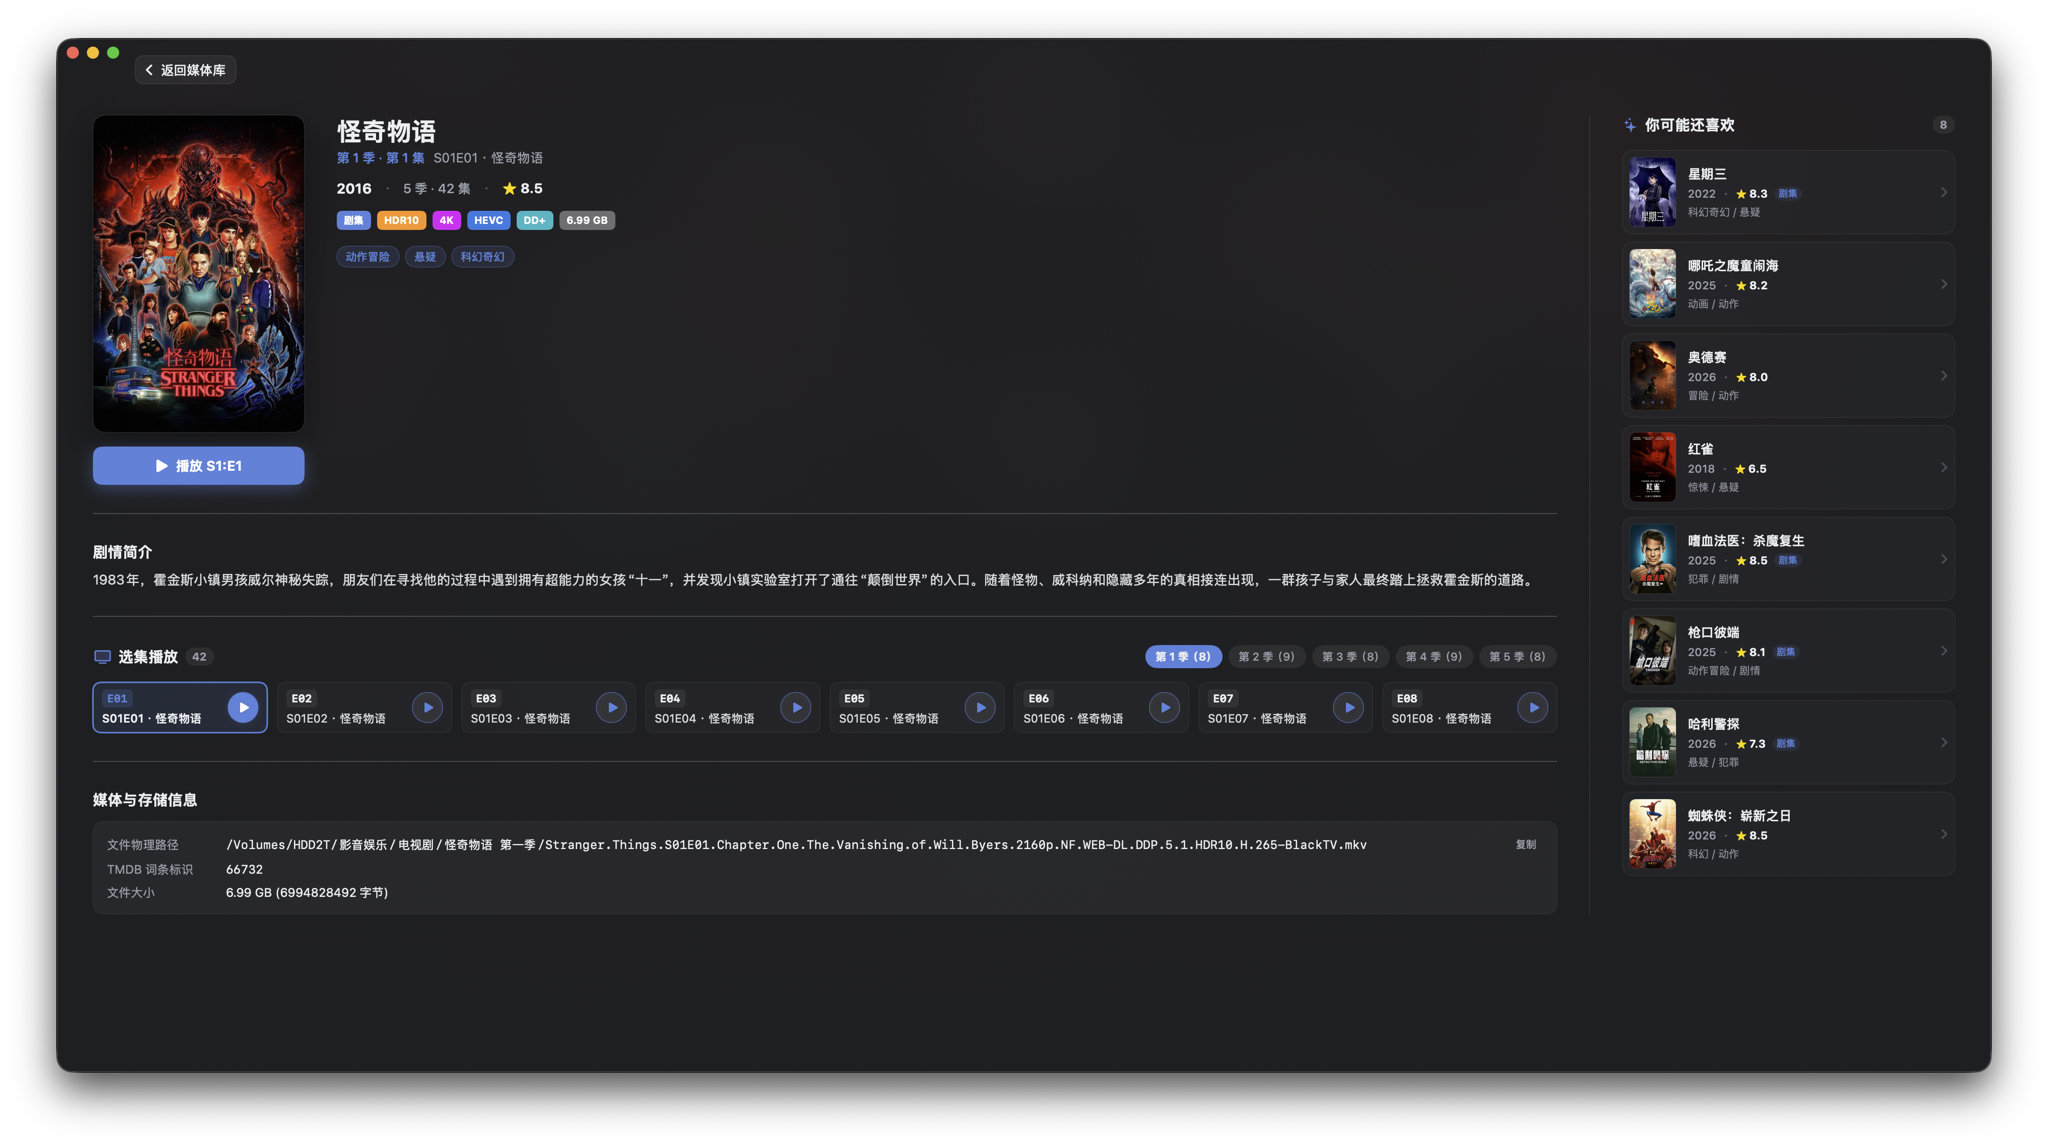 返回媒体库
怪奇物语
STRANGER
THINGS
播放 S1:E1
怪奇物语
第 1 季 · 第 1 集 S01E01 · 怪奇物语
2016 · 5 季 · 42 集 · 8.5
剧集 HDR10 4K HEVC DD+ 6.99 GB
动作冒险 悬疑 科幻奇幻
剧情简介
1983年，霍金斯小镇男孩威尔神秘失踪，朋友们在寻找他的过程中遇到拥有超能力的女孩“十一”，并发现小镇实验室打开了通往“颠倒世界”的入口。随着怪物、威科纳和隐藏多年的真相接连出现，一群孩子与家人最终踏上拯救霍金斯的道路。
选集播放 42
第 1 季 (8) 第 2 季 (9) 第 3 季 (8) 第 4 季 (9) 第 5 季 (8)
E01
S01E01 · 怪奇物语
E02
S01E02 · 怪奇物语
E03
S01E03 · 怪奇物语
E04
S01E04 · 怪奇物语
E05
S01E05 · 怪奇物语
E06
S01E06 · 怪奇物语
E07
S01E07 · 怪奇物语
E08
S01E08 · 怪奇物语
媒体与存储信息
文件物理路径 /Volumes/HDD2T/影音娱乐/电视剧/怪奇物语 第一季/Stranger.Things.S01E01.Chapter.One.The.Vanishing.of.Will.Byers.2160p.NF.WEB-DL.DDP.5.1.HDR10.H.265-BlackTV.mkv 复制
TMDB 词条标识 66732
文件大小 6.99 GB (6994828492 字节)
你可能还喜欢 8
星期三
星期三
2022 · 8.3 剧集
科幻奇幻 / 悬疑
哪吒之魔童闹海
2025 · 8.2
动画 / 动作
奥德赛
2026 · 8.0
冒险 / 动作
红雀
红雀
2018 · 6.5
惊悚 / 悬疑
嗜血法医：杀魔复生
2025 · 8.5 剧集
犯罪 / 剧情
枪口彼端
2025 · 8.1 剧集
动作冒险 / 剧情
哈利警探
2026 · 7.3 剧集
悬疑 / 犯罪
蜘蛛侠：崭新之日
2026 · 8.5
科幻 / 动作